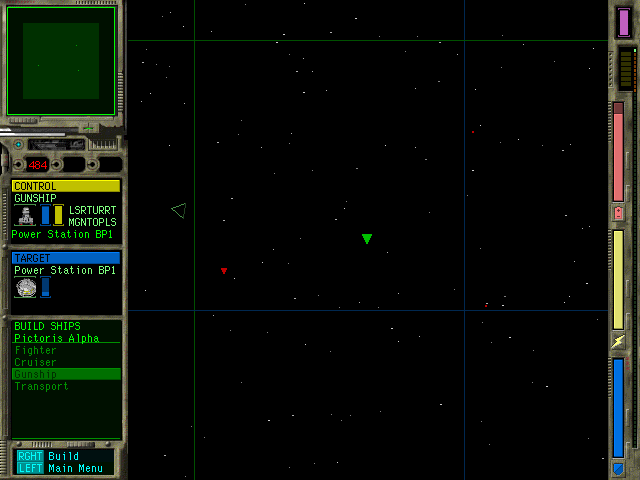 484
CONTROL
GUNSHIP
LSRTURRT
MGNTOPLS
Power Station BP1
TARGET
Power Station BP1
BUILD SHIPS
Pictoris Alpha
Fighter
Cruiser
Gunship
Transport
RGHT Build
LEFT Main Menu